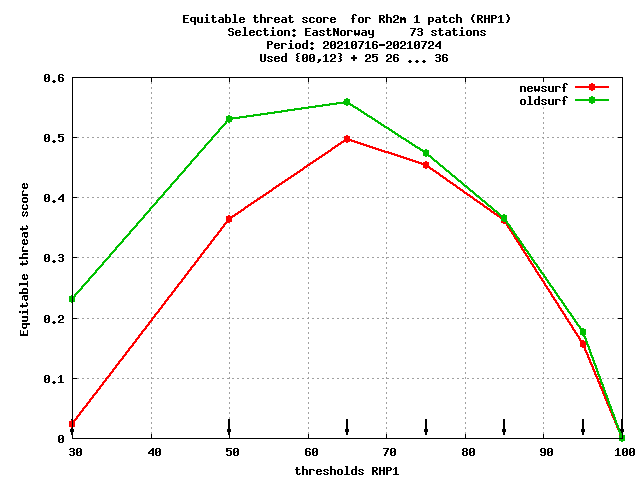 Equitable threat score  for Rh2m 1 patch (RHP1)
Selection: EastNorway     73 stations
Period: 20210716-20210724
Used {00,12} + 25 26 ... 36
newsurf
oldsurf
Equitable threat score
0.6
0.5
0.4
0.3
0.2
0.1
0
30 40 50 60 70 80 90 100
thresholds RHP1